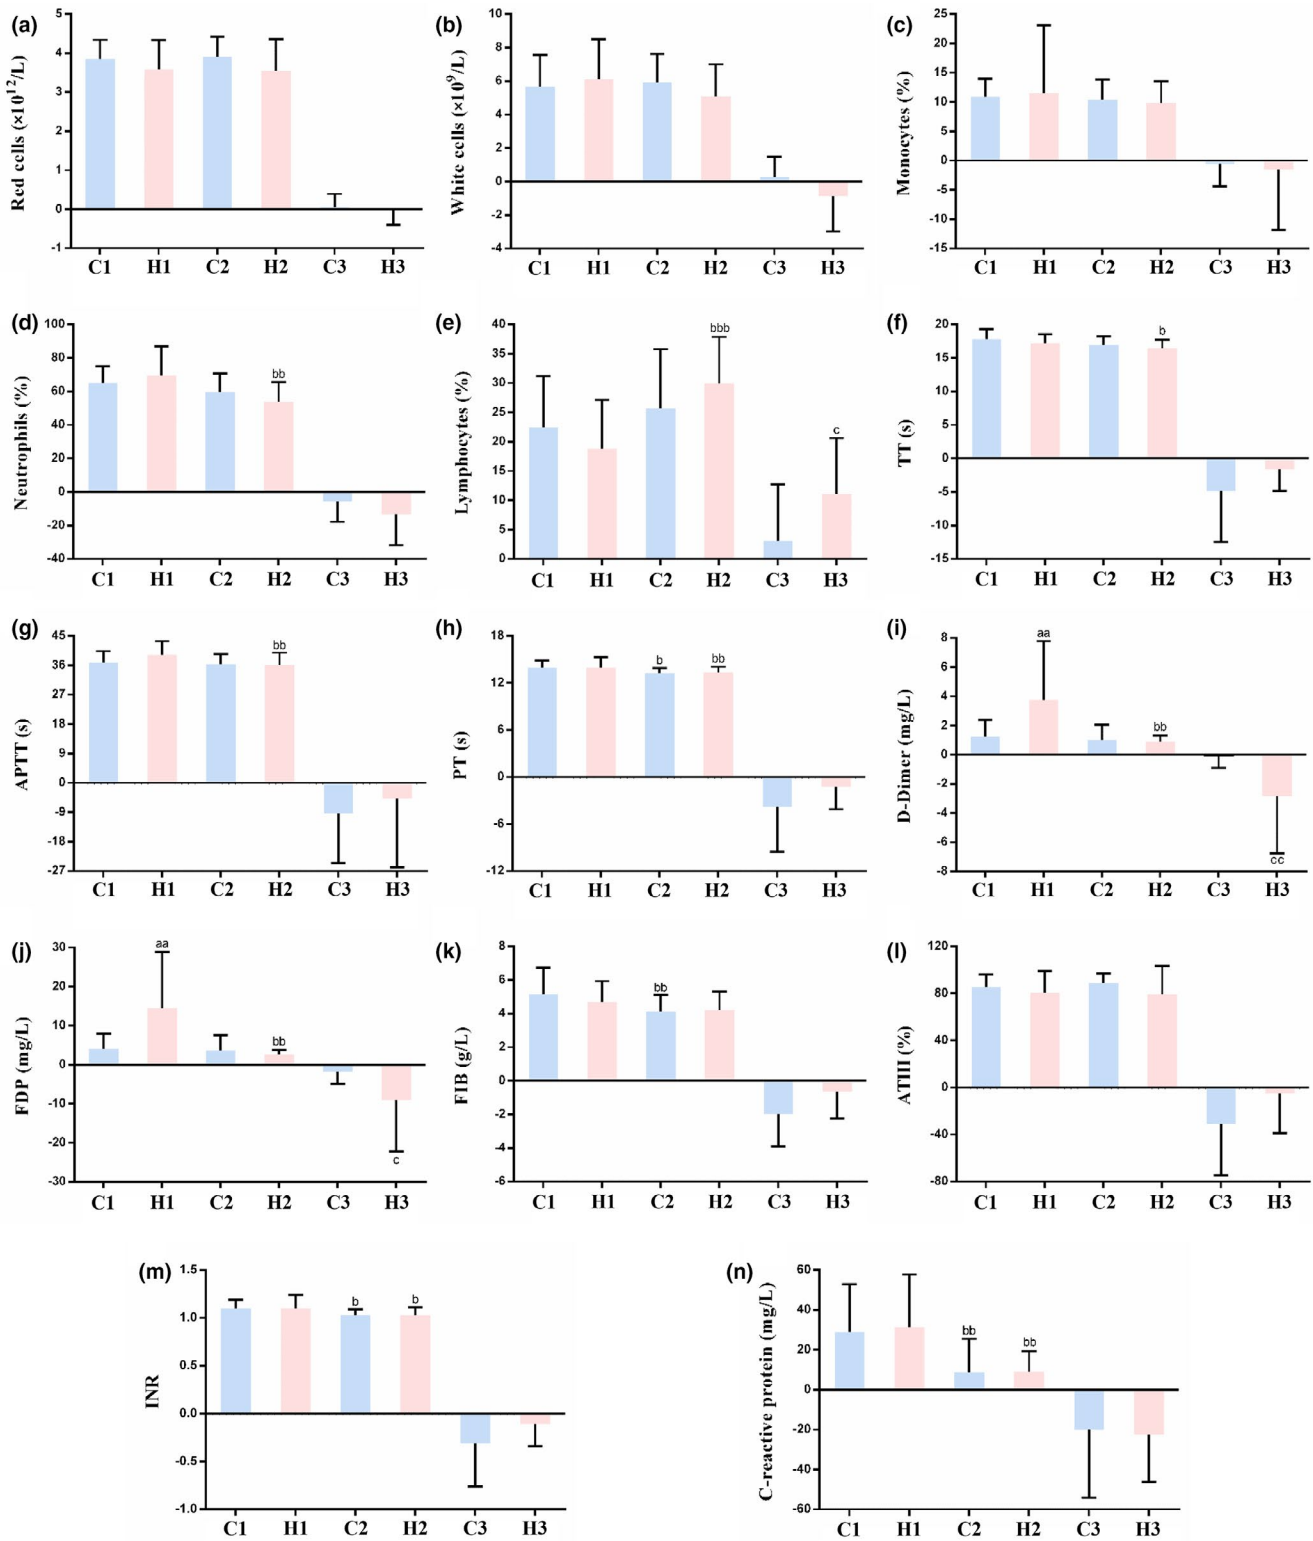 (a)
Red cells (×10¹²/L)
5
4
3
2
1
0
-1
C1 H1 C2 H2 C3 H3
(b)
White cells (×10⁹/L)
10
8
6
4
2
0
-2
-4
C1 H1 C2 H2 C3 H3
(c)
Monocytes (%)
25
20
15
10
5
0
-5
-10
-15
C1 H1 C2 H2 C3 H3
(d)
Neutrophils (%)
100
80
60
40
20
0
-20
-40
bb
C1 H1 C2 H2 C3 H3
(e)
Lymphocytes (%)
40
35
30
25
20
15
10
5
0
bbb
c
C1 H1 C2 H2 C3 H3
(f)
TT (s)
20
15
10
5
0
-5
-10
-15
b
C1 H1 C2 H2 C3 H3
(g)
APTT (s)
45
36
27
18
9
0
-9
-18
-27
bb
C1 H1 C2 H2 C3 H3
(h)
PT (s)
18
12
6
0
-6
-12
b bb
C1 H1 C2 H2 C3 H3
(i)
D-Dimer (mg/L)
8
6
4
2
0
-2
-4
-6
-8
aa
bb
cc
C1 H1 C2 H2 C3 H3
(j)
FDP (mg/L)
30
20
10
0
-10
-20
-30
aa
bb
c
C1 H1 C2 H2 C3 H3
(k)
FIB (g/L)
8
6
4
2
0
-2
-4
-6
bb
C1 H1 C2 H2 C3 H3
(l)
ATIII (%)
120
80
40
0
-40
-80
C1 H1 C2 H2 C3 H3
(m)
INR
1.5
1.0
0.5
0.0
-0.5
-1.0
b b
C1 H1 C2 H2 C3 H3
(n)
C-reactive protein (mg/L)
60
40
20
0
-20
-40
-60
bb bb
C1 H1 C2 H2 C3 H3